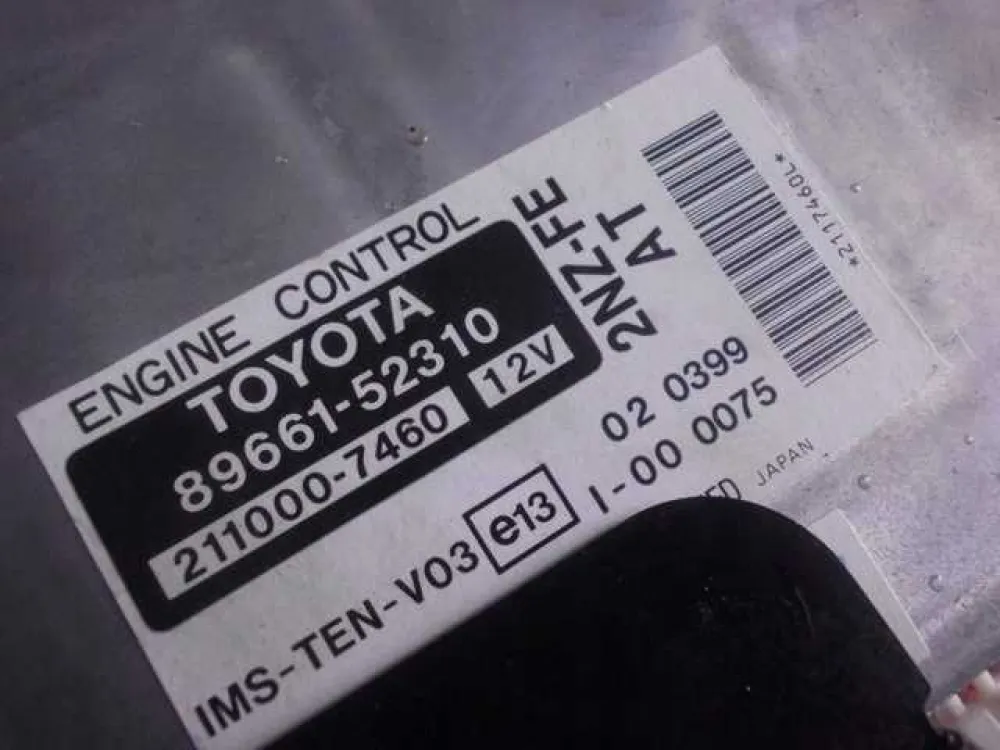 ENGINE CONTROL
TOYOTA
89661-52310
211000-7460 12V
2NZ-FE
AT
*2117460L*
02 0399
IMS-TEN-V03 e13 I-00 0075
JAPAN